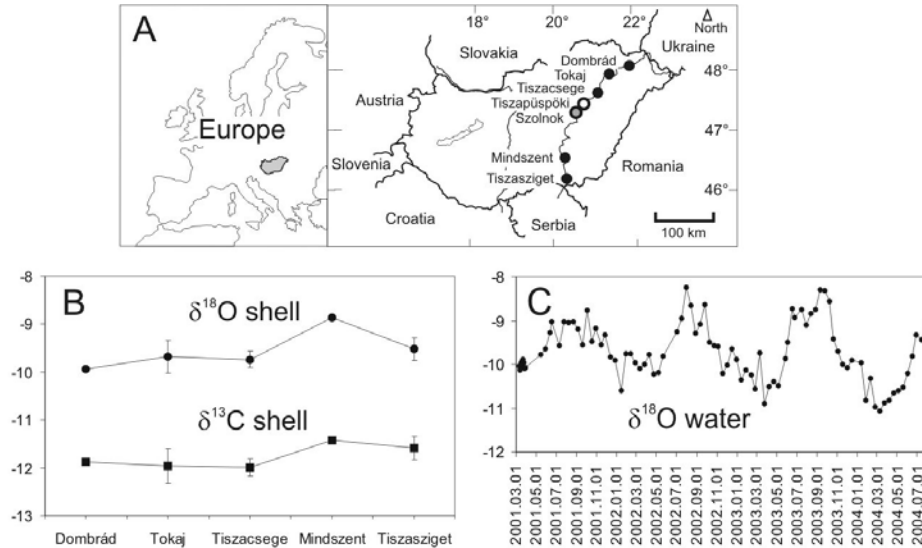 A
Europe
18° 20° 22°
North
Slovakia
Ukraine
Dombrád
Tokaj
48°
Austria
Tiszacsege
Tiszapüspöki
Szolnok
47°
Slovenia
Mindszent
Romania
Tiszasziget
46°
Croatia
Serbia
100 km
B
-8
-9
-10
-11
-12
-13
δ18O shell
δ13C shell
Dombrád Tokaj Tiszacsege Mindszent Tiszasziget
C
-8
-9
-10
-11
-12
δ18O water
2001.03.01
2001.05.01
2001.07.01
2001.09.01
2001.11.01
2002.01.01
2002.03.01
2002.05.01
2002.07.01
2002.09.01
2002.11.01
2003.01.01
2003.03.01
2003.05.01
2003.07.01
2003.09.01
2003.11.01
2004.01.01
2004.03.01
2004.05.01
2004.07.01